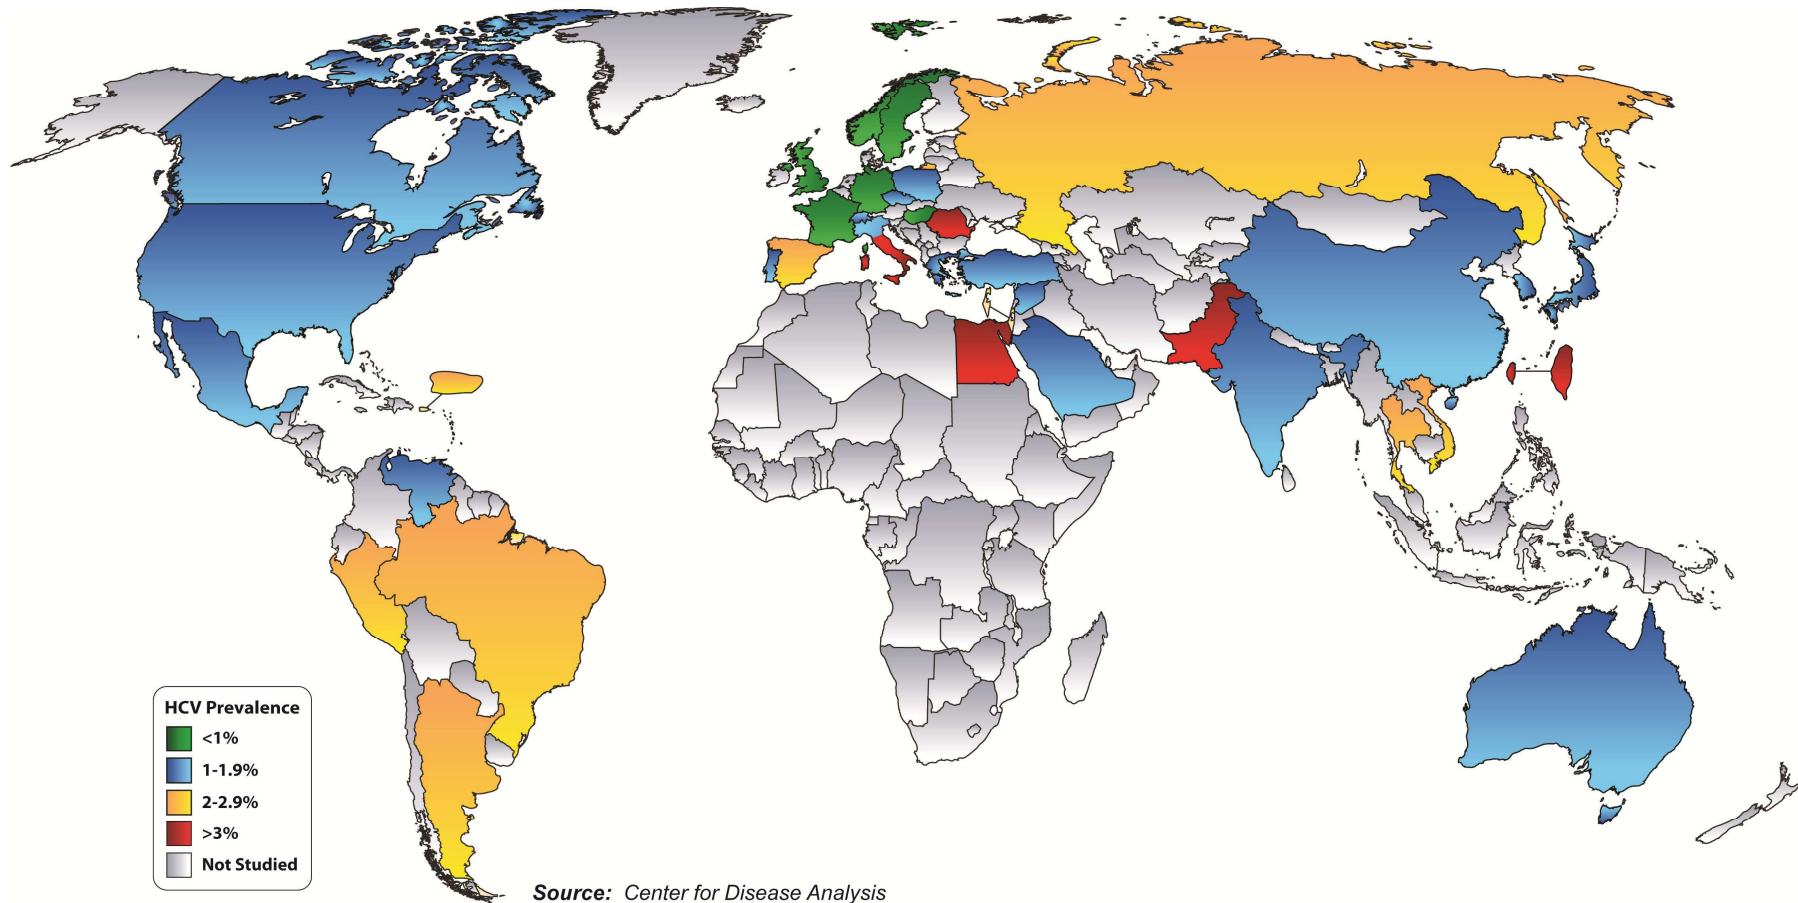 HCV Prevalence
<1%
1-1.9%
2-2.9%
>3%
Not Studied
Source: Center for Disease Analysis